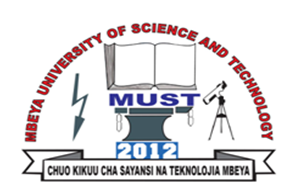 MBEYA UNIVERSITY OF SCIENCE AND TECHNOLOGY
MUST
2012
CHUO KIKUU CHA SAYANSI NA TEKNOLOJIA MBEYA